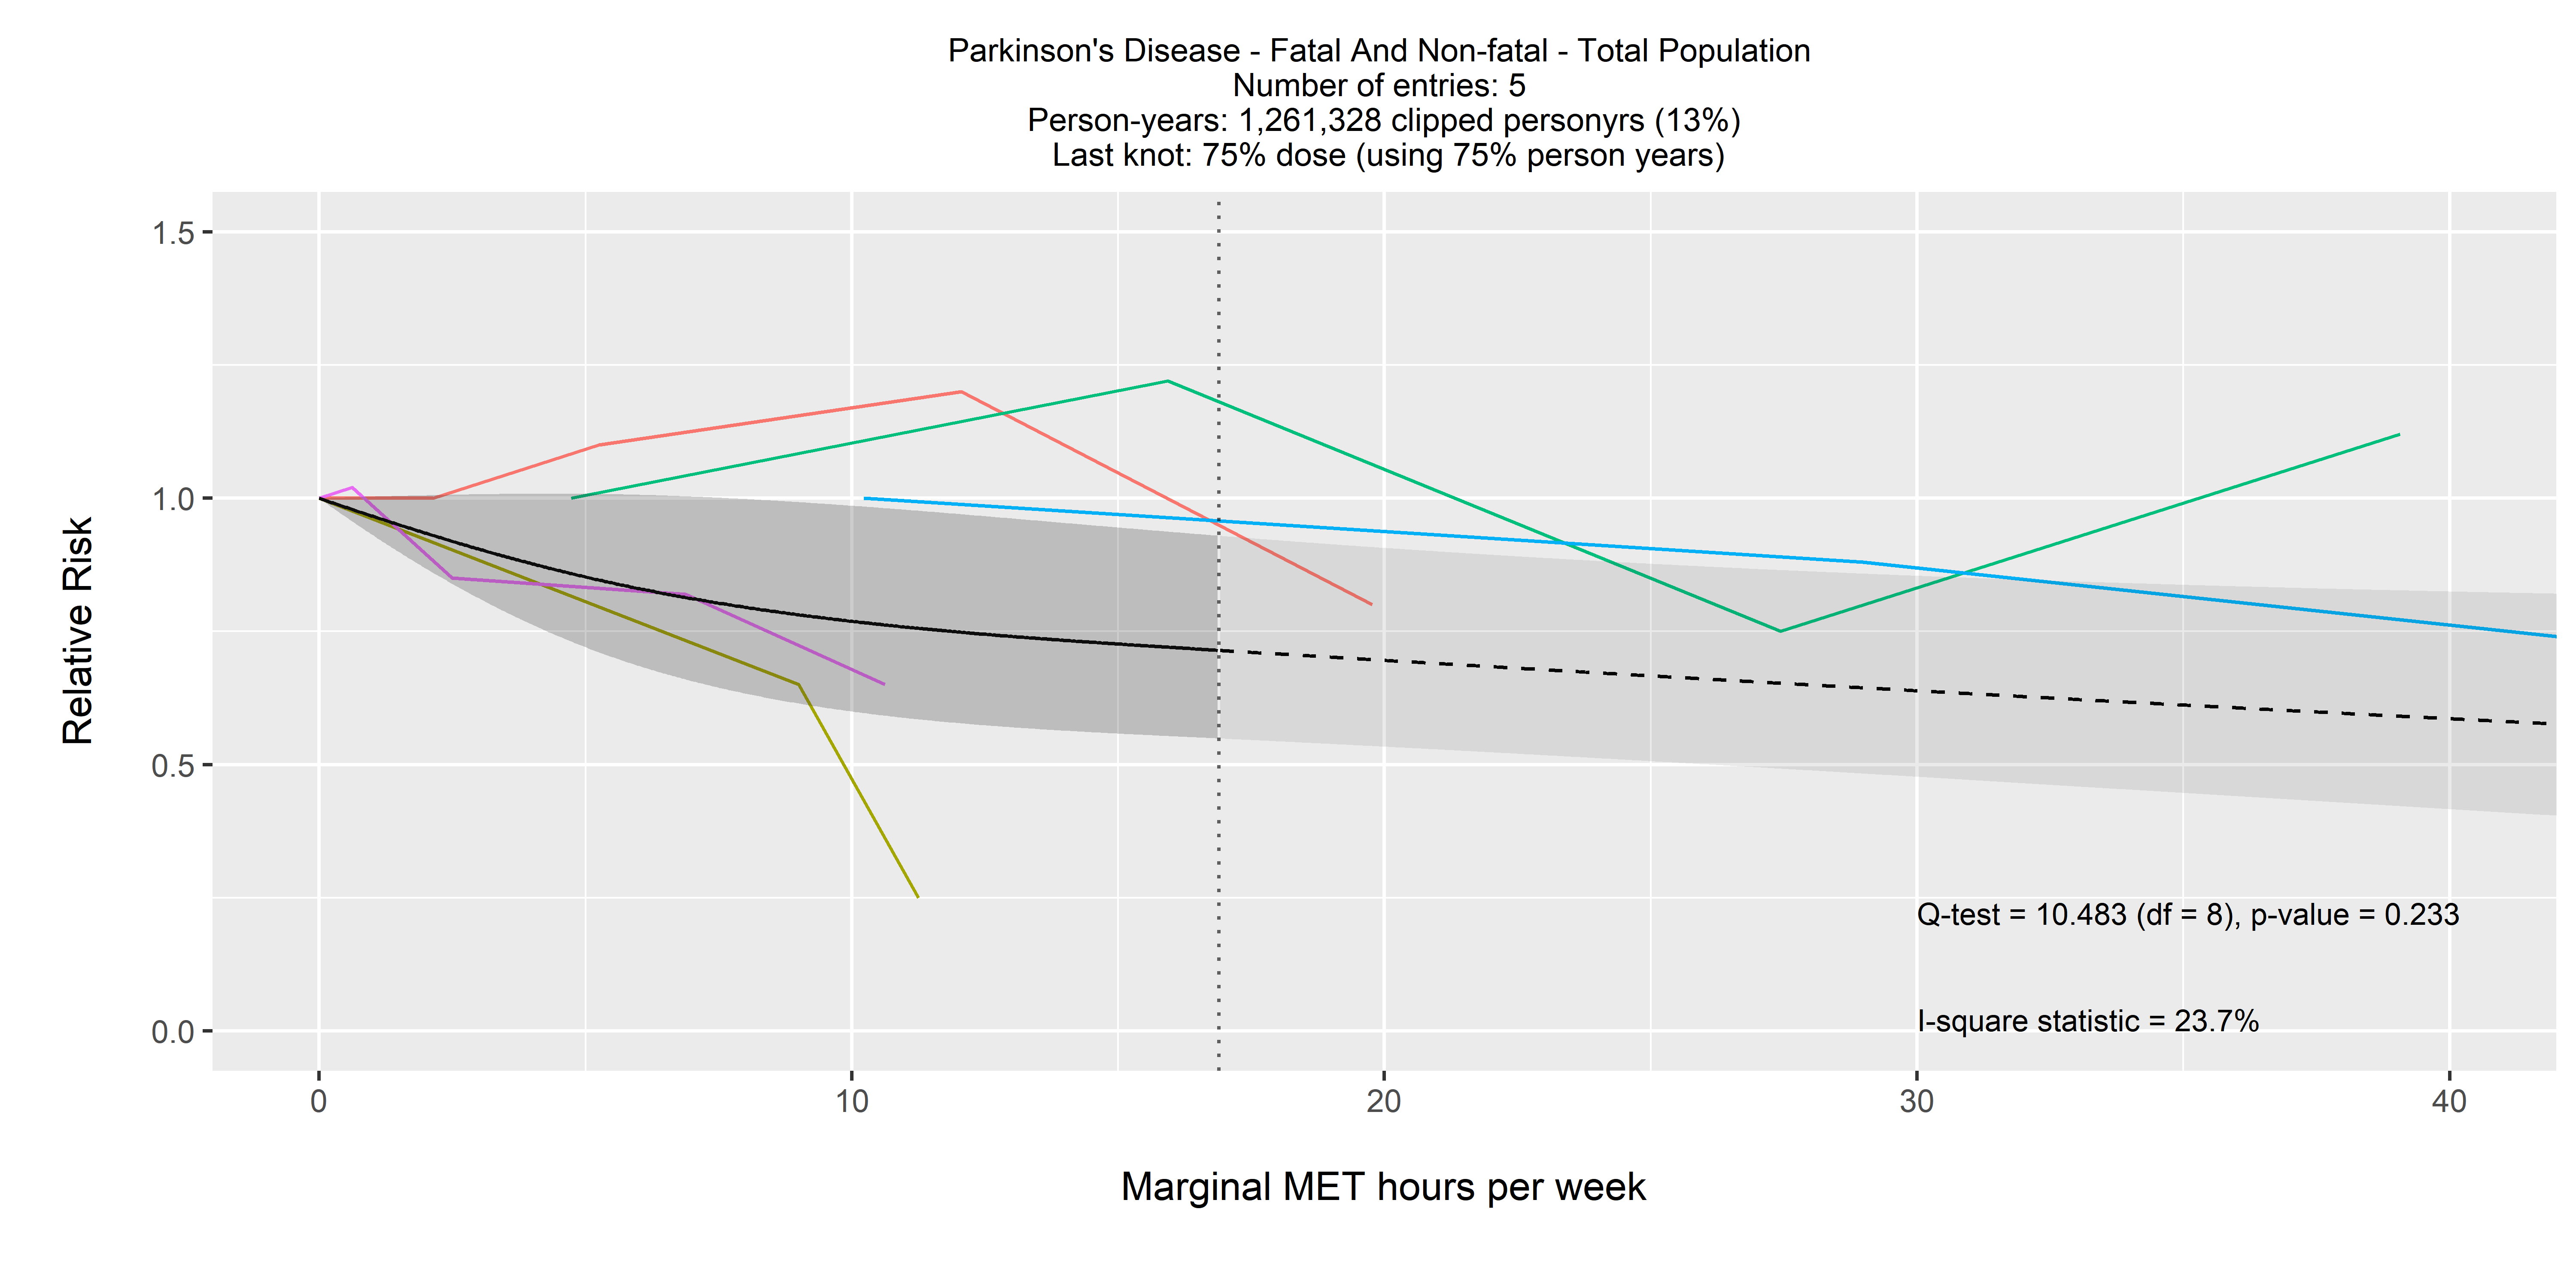 Parkinson's Disease - Fatal And Non-fatal - Total Population
Number of entries: 5
Person-years: 1,261,328 clipped personyrs (13%)
Last knot: 75% dose (using 75% person years)
1.5
1.0
0.5
0.0
Relative Risk
Q-test = 10.483 (df = 8), p-value = 0.233
I-square statistic = 23.7%
0 10 20 30 40
Marginal MET hours per week